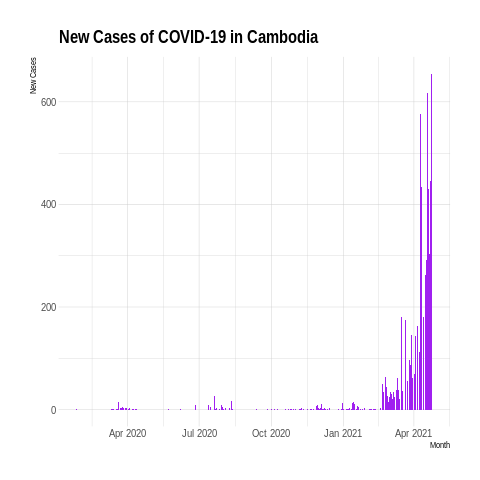 New Cases of COVID-19 in Cambodia
New Cases
600
400
200
0
Apr 2020 Jul 2020 Oct 2020 Jan 2021 Apr 2021
Month